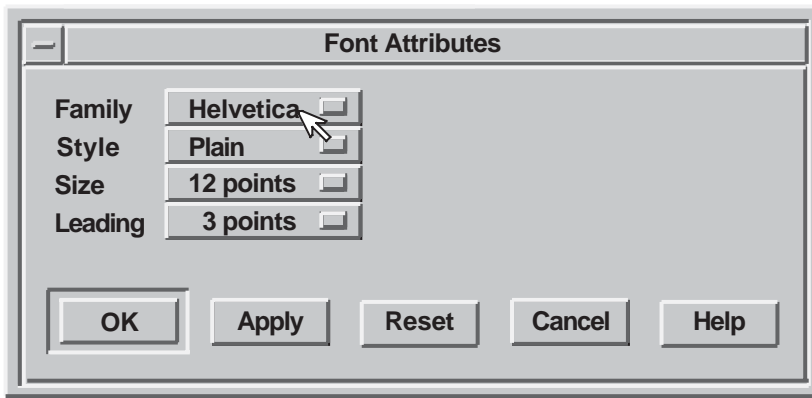 Font Attributes
Family Helvetica
Style Plain
Size 12 points
Leading 3 points
OK Apply Reset Cancel Help